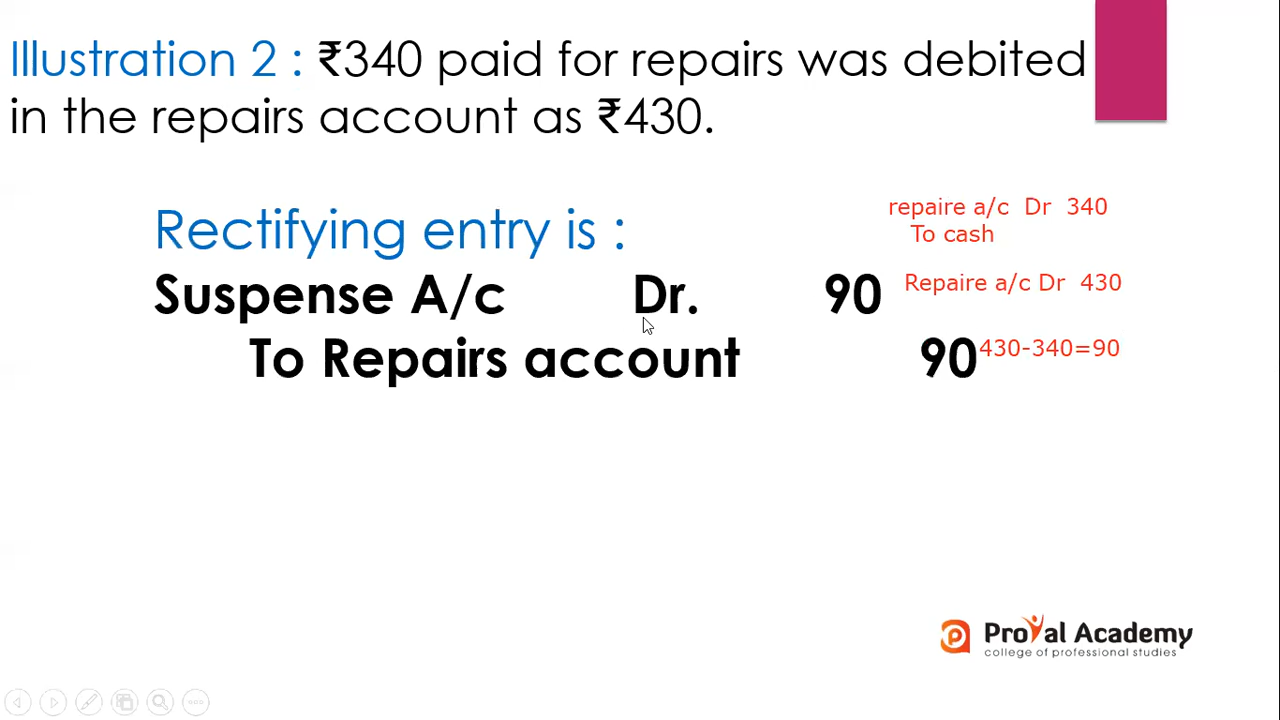 Illustration 2 : ₹340 paid for repairs was debited
in the repairs account as ₹430.
Rectifying entry is :
repaire a/c Dr 340
To cash
Suspense A/c Dr. 90
Repaire a/c Dr 430
To Repairs account 90
430-340=90
Proval Academy
college of professional studies